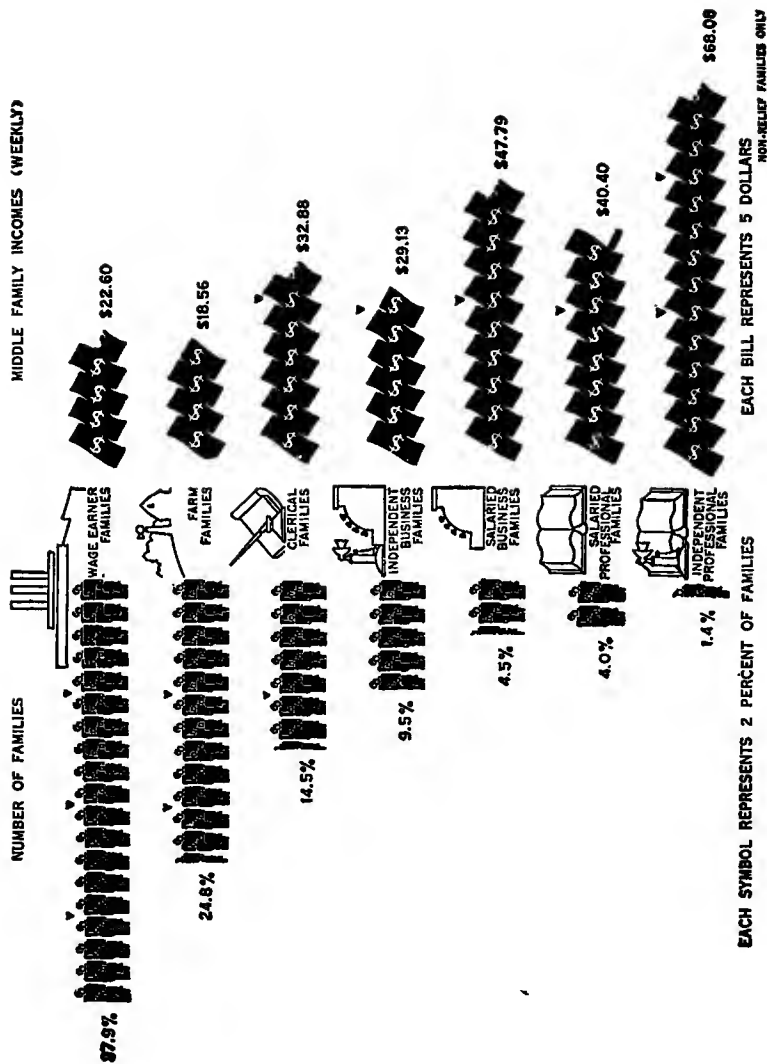 NUMBER OF FAMILIES
MIDDLE FAMILY INCOMES (WEEKLY)
37.9%
WAGE EARNER
FAMILIES
$22.60
24.8%
FARM
FAMILIES
$18.56
14.5%
CLERICAL
FAMILIES
$32.88
9.5%
INDEPENDENT
BUSINESS
FAMILIES
$29.13
4.5%
SALARIED
BUSINESS
FAMILIES
$47.79
4.0%
SALARIED
PROFESSIONAL
FAMILIES
$40.40
1.4%
INDEPENDENT
PROFESSIONAL
FAMILIES
$68.08
EACH SYMBOL REPRESENTS 2 PERCENT OF FAMILIES
EACH BILL REPRESENTS 5 DOLLARS
NON-RELIEF FAMILIES ONLY